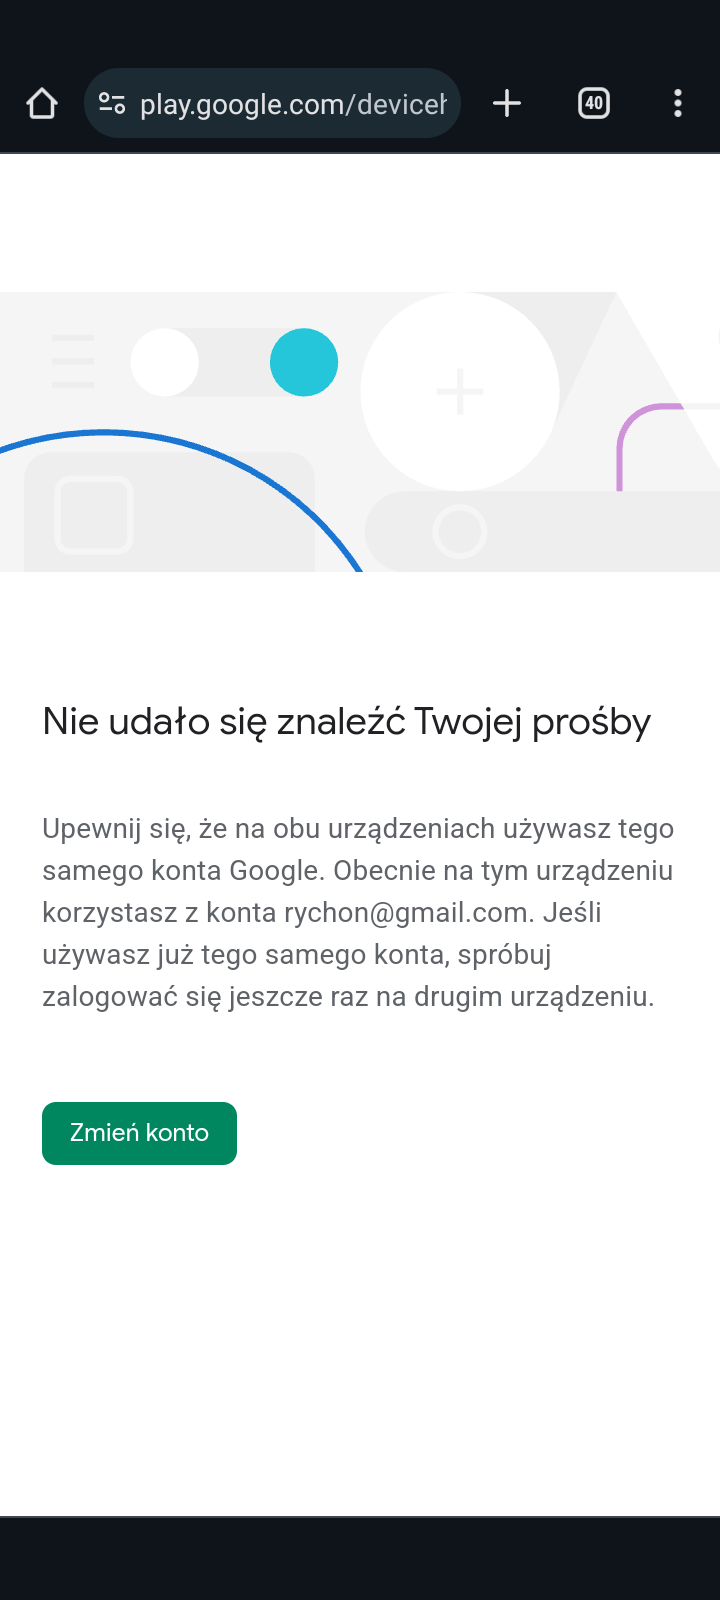 play.google.com/deviceh
40
Nie udało się znaleźć Twojej prośby
Upewnij się, że na obu urządzeniach używasz tego
samego konta Google. Obecnie na tym urządzeniu
korzystasz z konta rychon@gmail.com. Jeśli
używasz już tego samego konta, spróbuj
zalogować się jeszcze raz na drugim urządzeniu.
Zmień konto